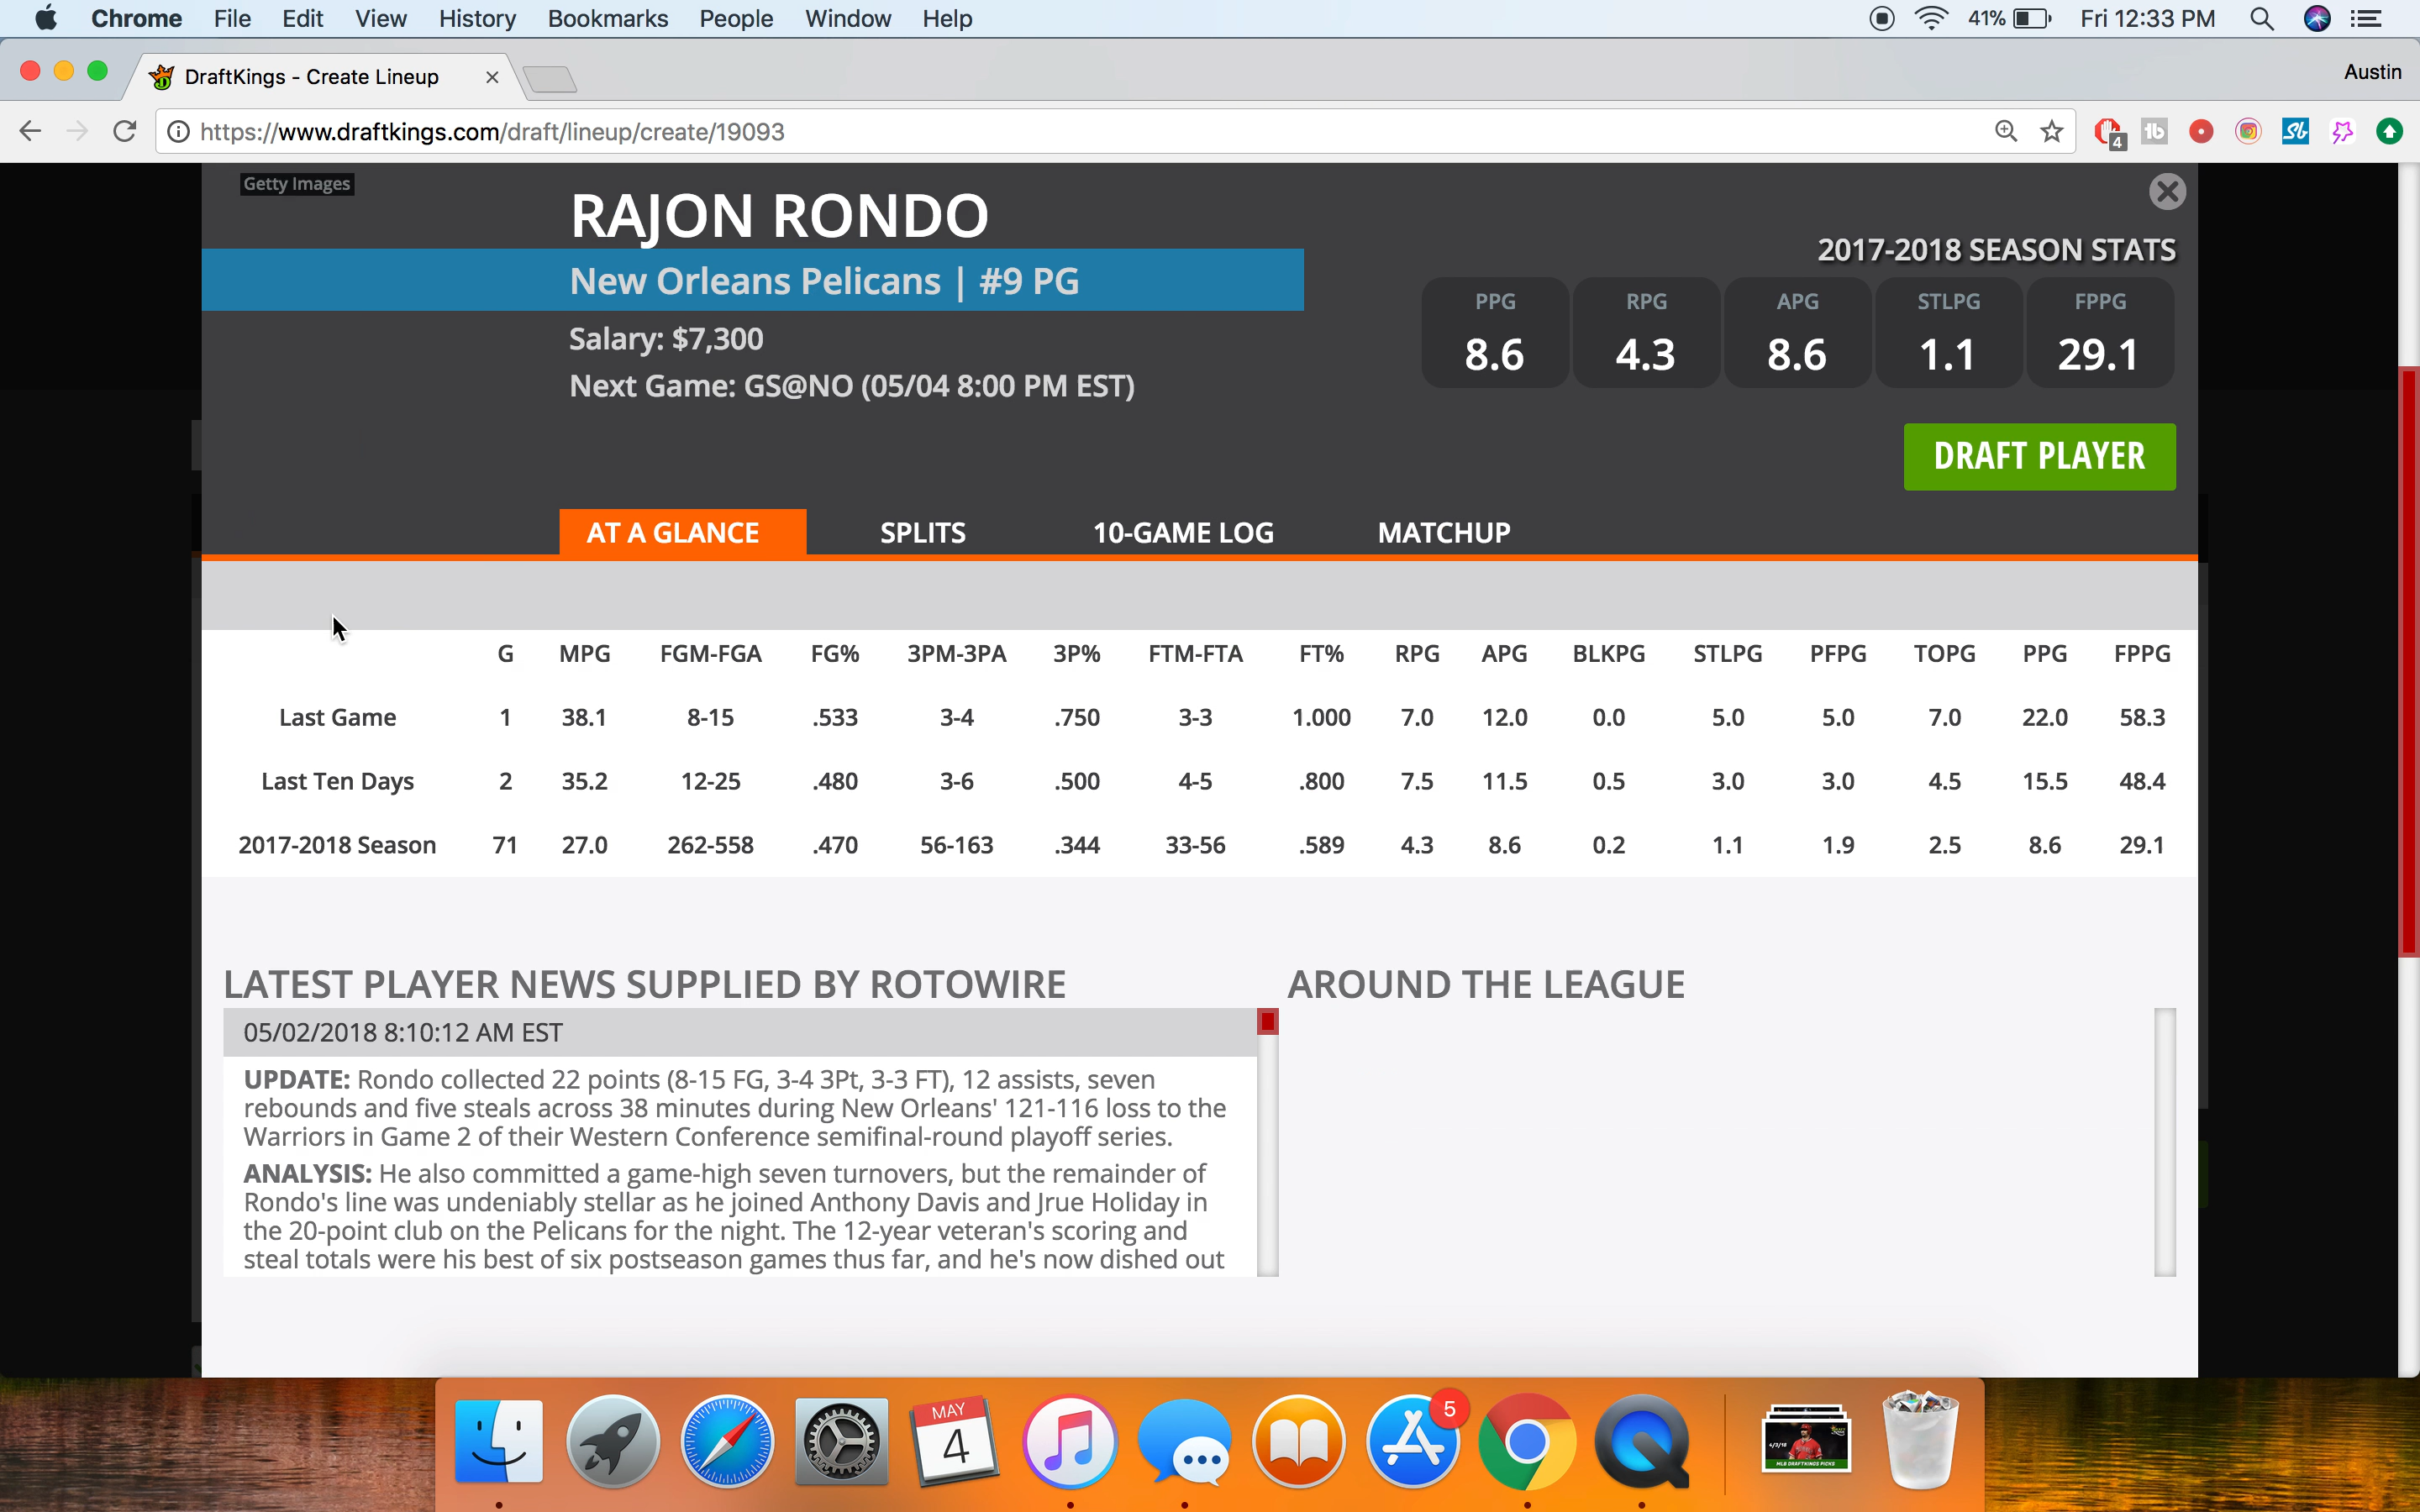 Chrome File Edit View History Bookmarks People Window Help 41% Fri 12:33 PM
DraftKings - Create Lineup Austin
https://www.draftkings.com/draft/lineup/create/19093 4
Getty Images
RAJON RONDO
New Orleans Pelicans | #9 PG
Salary: $7,300
Next Game: GS@NO (05/04 8:00 PM EST)
2017-2018 SEASON STATS
PPG RPG APG STLPG FPPG
8.6 4.3 8.6 1.1 29.1
DRAFT PLAYER
AT A GLANCE SPLITS 10-GAME LOG MATCHUP
G MPG FGM-FGA FG% 3PM-3PA 3P% FTM-FTA FT% RPG APG BLKPG STLPG PFPG TOPG PPG FPPG
Last Game 1 38.1 8-15 .533 3-4 .750 3-3 1.000 7.0 12.0 0.0 5.0 5.0 7.0 22.0 58.3
Last Ten Days 2 35.2 12-25 .480 3-6 .500 4-5 .800 7.5 11.5 0.5 3.0 3.0 4.5 15.5 48.4
2017-2018 Season 71 27.0 262-558 .470 56-163 .344 33-56 .589 4.3 8.6 0.2 1.1 1.9 2.5 8.6 29.1
LATEST PLAYER NEWS SUPPLIED BY ROTOWIRE
05/02/2018 8:10:12 AM EST
UPDATE: Rondo collected 22 points (8-15 FG, 3-4 3Pt, 3-3 FT), 12 assists, seven
rebounds and five steals across 38 minutes during New Orleans' 121-116 loss to the
Warriors in Game 2 of their Western Conference semifinal-round playoff series.
ANALYSIS: He also committed a game-high seven turnovers, but the remainder of
Rondo's line was undeniably stellar as he joined Anthony Davis and Jrue Holiday in
the 20-point club on the Pelicans for the night. The 12-year veteran's scoring and
steal totals were his best of six postseason games thus far, and he's now dished out
AROUND THE LEAGUE
MAY
4
5
4/3/18
MLB DRAFTKINGS PICKS